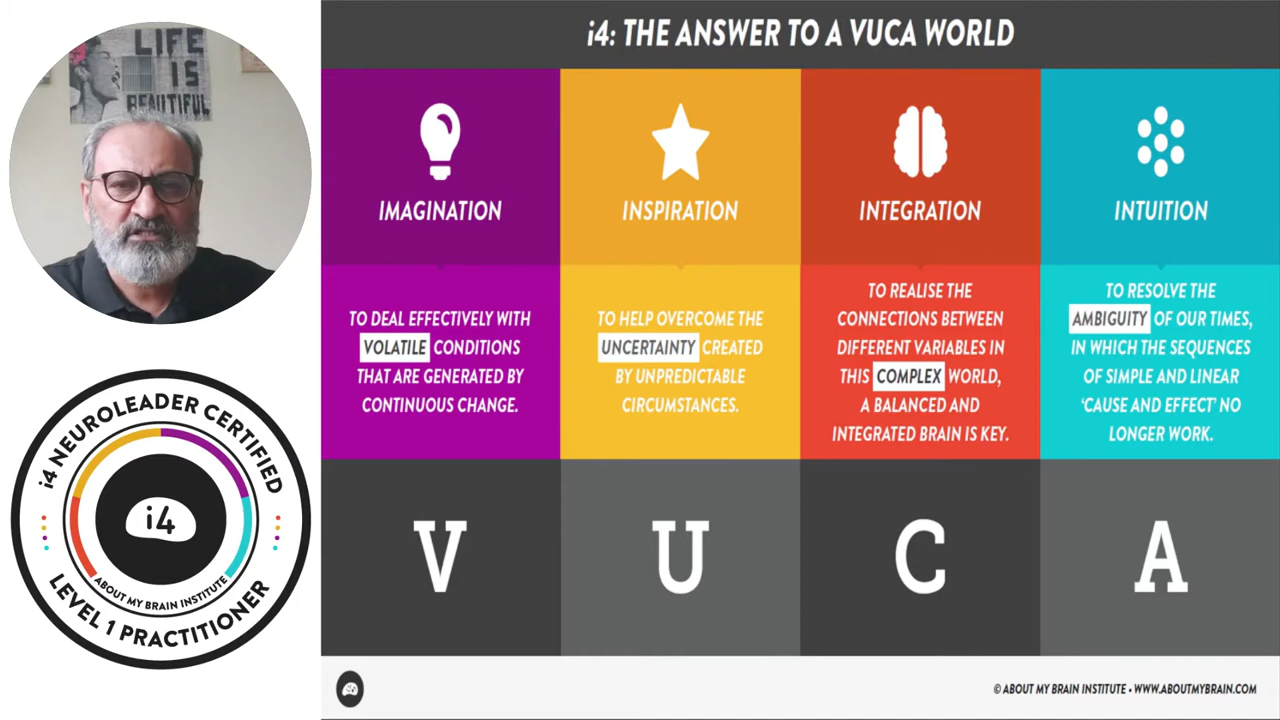 LIFE
IS
BEAUTIFUL
i4 NEUROLEADER CERTIFIED
i4
ABOUT MY BRAIN INSTITUTE
LEVEL 1 PRACTITIONER
i4: THE ANSWER TO A VUCA WORLD
IMAGINATION
TO DEAL EFFECTIVELY WITH
VOLATILE CONDITIONS
THAT ARE GENERATED BY
CONTINUOUS CHANGE.
V
INSPIRATION
TO HELP OVERCOME THE
UNCERTAINTY CREATED
BY UNPREDICTABLE
CIRCUMSTANCES.
U
INTEGRATION
TO REALISE THE
CONNECTIONS BETWEEN
DIFFERENT VARIABLES IN
THIS COMPLEX WORLD,
A BALANCED AND
INTEGRATED BRAIN IS KEY.
C
INTUITION
TO RESOLVE THE
AMBIGUITY OF OUR TIMES,
IN WHICH THE SEQUENCES
OF SIMPLE AND LINEAR
‘CAUSE AND EFFECT’ NO
LONGER WORK.
A
© ABOUT MY BRAIN INSTITUTE • WWW.ABOUTMYBRAIN.COM